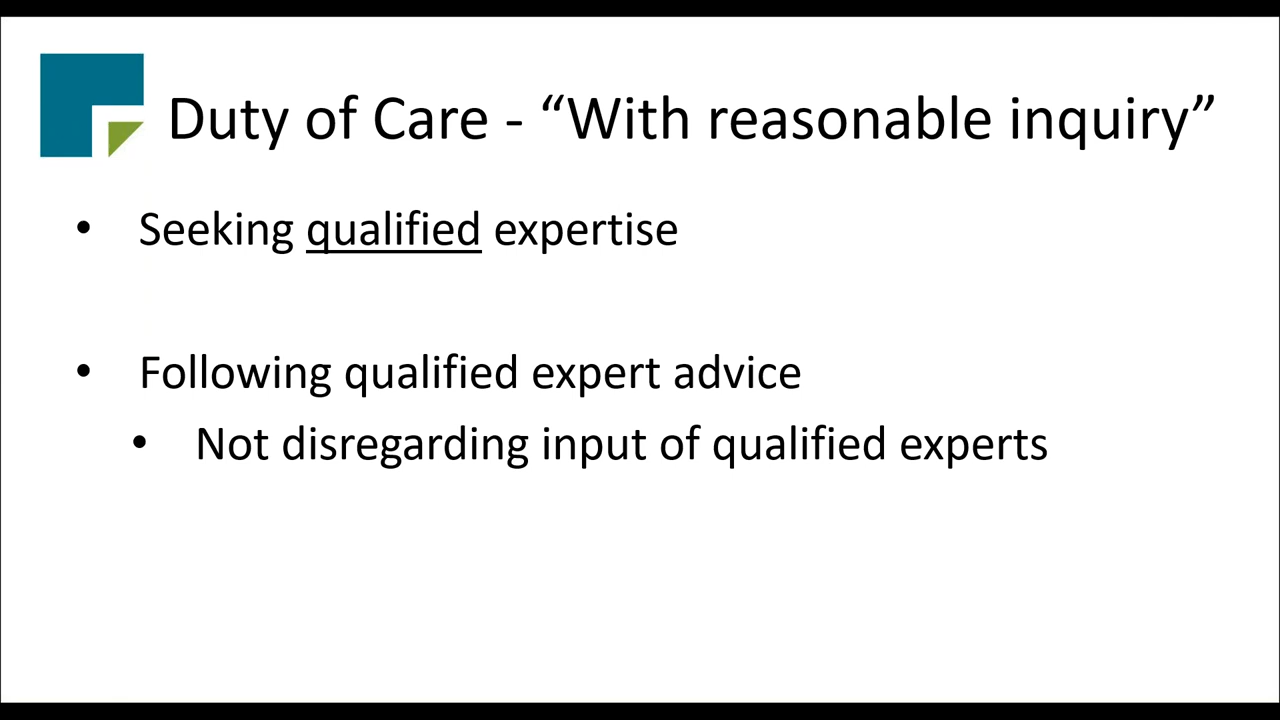 Duty of Care - “With reasonable inquiry”
• Seeking qualified expertise
• Following qualified expert advice
• Not disregarding input of qualified experts